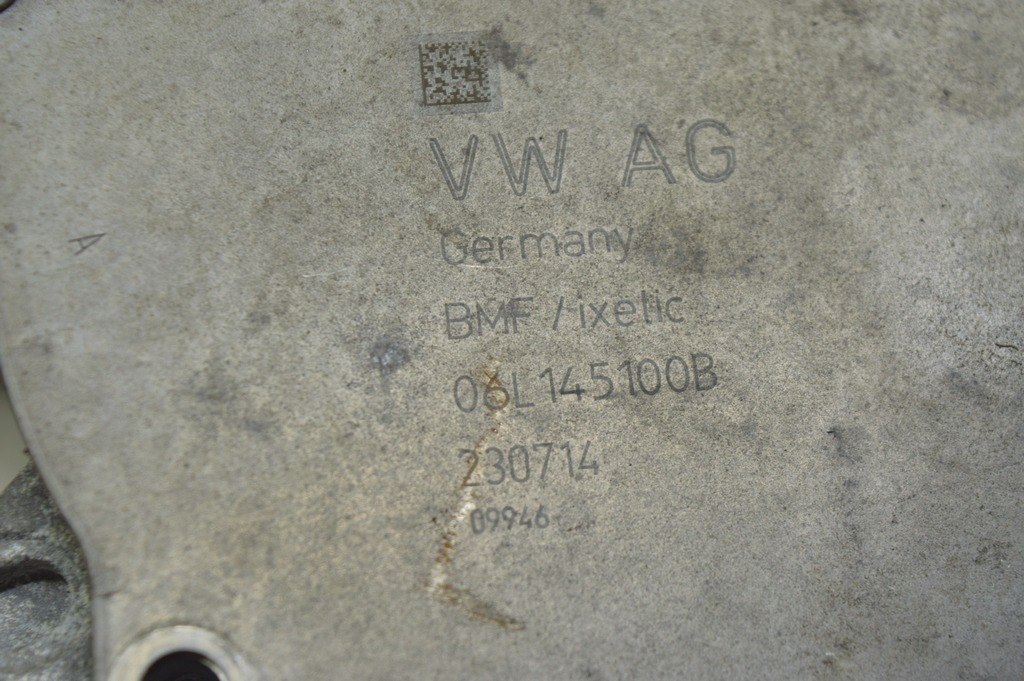 VW AG
Germany
A
BMF /ixetic
06L145100B
230714
09946